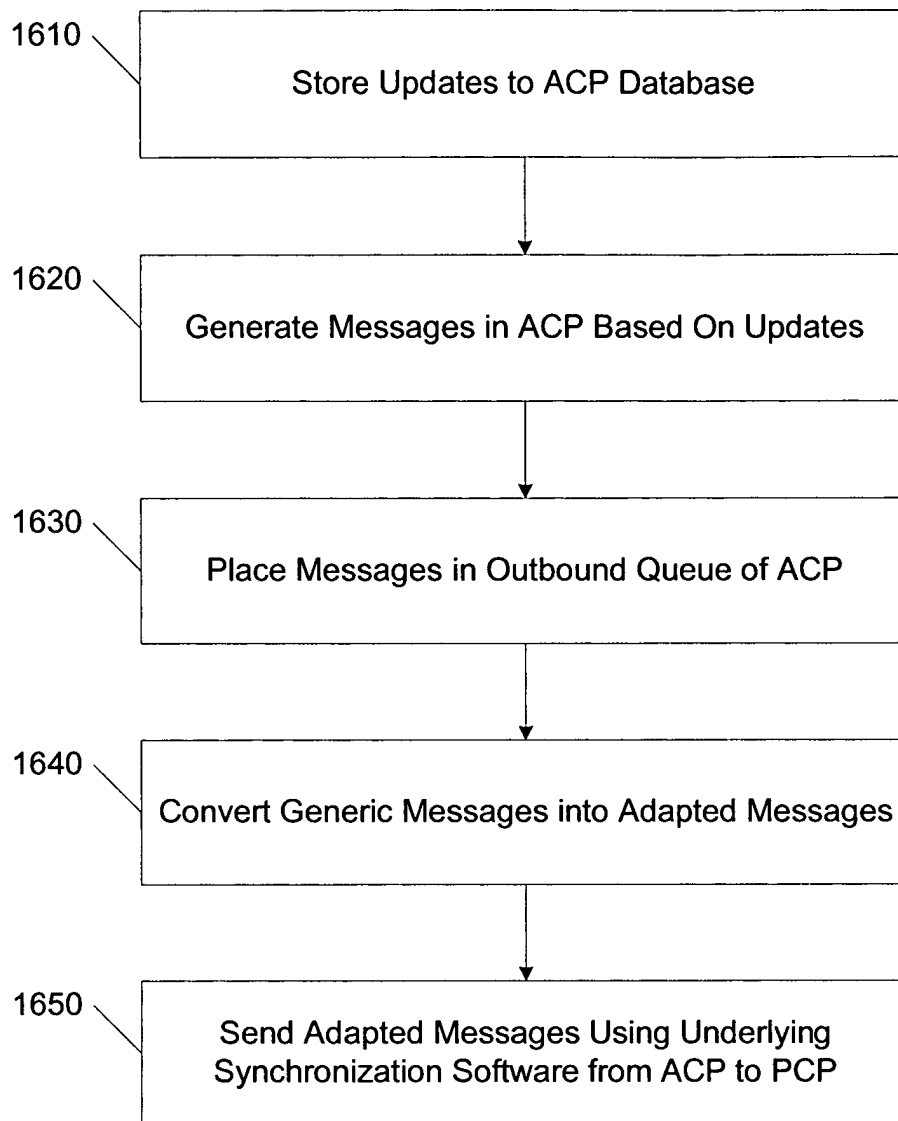 1610
Store Updates to ACP Database
1620
Generate Messages in ACP Based On Updates
1630
Place Messages in Outbound Queue of ACP
1640
Convert Generic Messages into Adapted Messages
1650
Send Adapted Messages Using Underlying
Synchronization Software from ACP to PCP